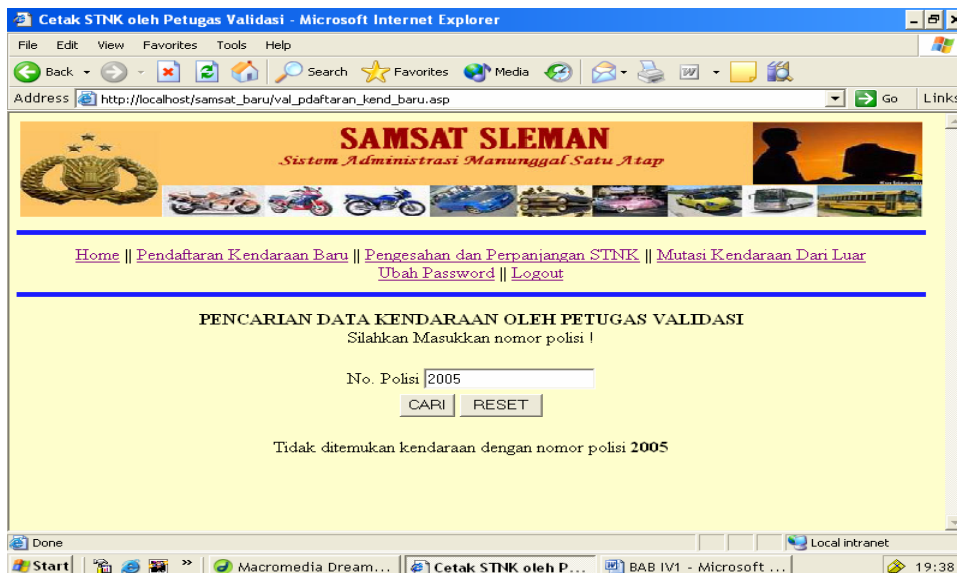 Cetak STNK oleh Petugas Validasi - Microsoft Internet Explorer
File Edit View Favorites Tools Help
Back Search Favorites Media
Address http://localhost/samsat_baru/val_pdaftaran_kend_baru.asp Go Links
SAMSAT SLEMAN
Sistem Administrasi Manunggal Satu Atap
Home || Pendaftaran Kendaraan Baru || Pengesahan dan Perpanjangan STNK || Mutasi Kendaraan Dari Luar
Ubah Password || Logout
PENCARIAN DATA KENDARAAN OLEH PETUGAS VALIDASI
Silahkan Masukkan nomor polisi !
No. Polisi 2005
CARI RESET
Tidak ditemukan kendaraan dengan nomor polisi 2005
Done Local intranet
Start Macromedia Dream... Cetak STNK oleh P... BAB IV1 - Microsoft ... 19:38